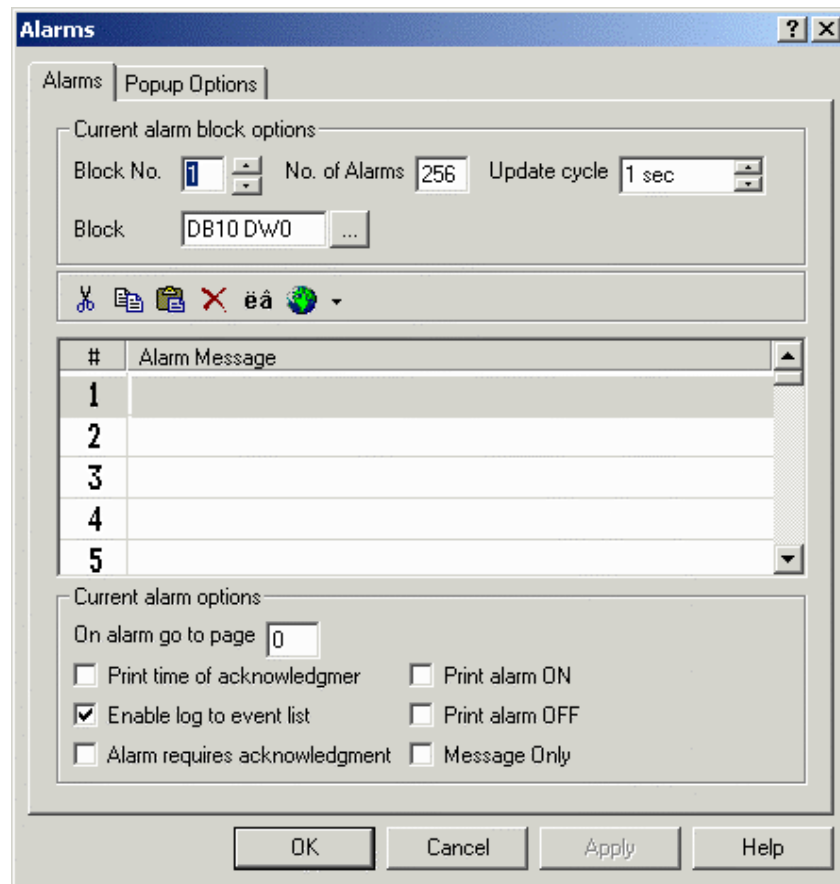 Alarms
Alarms Popup Options
Current alarm block options
Block No. 1 No. of Alarms 256 Update cycle 1 sec
Block DB10 DW0 ...
ëâ
# Alarm Message
1
2
3
4
5
Current alarm options
On alarm go to page 0
Print time of acknowledgmer Print alarm ON
Enable log to event list Print alarm OFF
Alarm requires acknowledgment Message Only
OK Cancel Apply Help